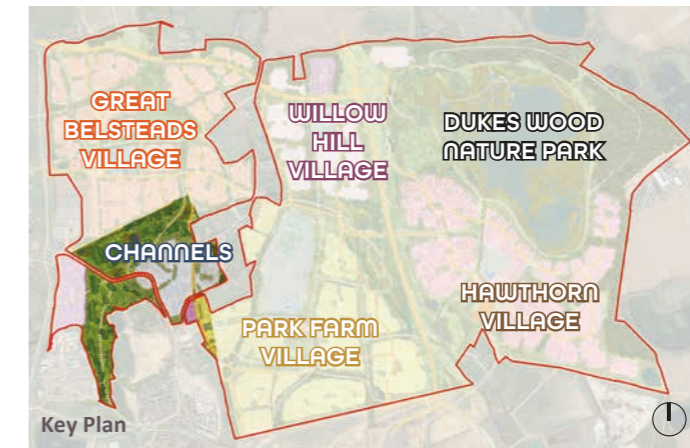 GREAT
BELSTEADS
VILLAGE
WILLOW
HILL
VILLAGE
DUKES WOOD
NATURE PARK
CHANNELS
HAWTHORN
VILLAGE
PARK FARM
VILLAGE
Key Plan